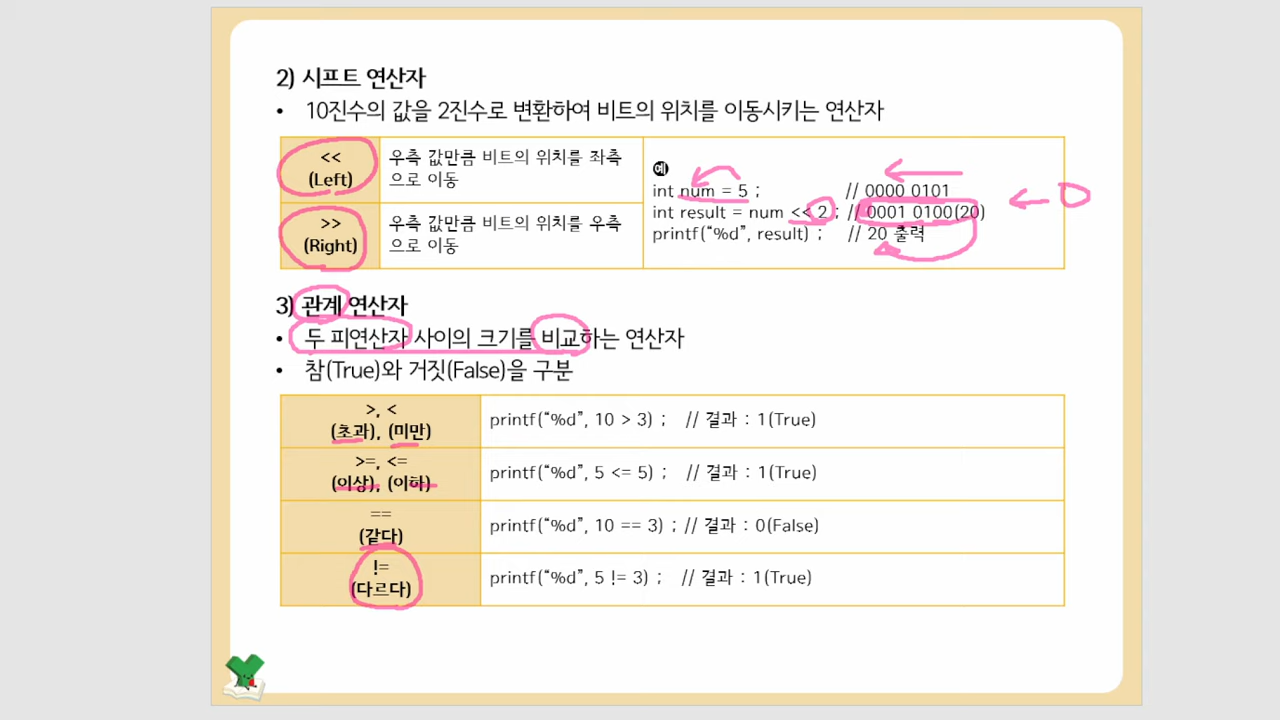 2) 시프트 연산자
• 10진수의 값을 2진수로 변환하여 비트의 위치를 이동시키는 연산자
<<
(Left)
우측 값만큼 비트의 위치를 좌측
으로 이동
>>
(Right)
우측 값만큼 비트의 위치를 우측
으로 이동
예
int num = 5 ; // 0000 0101
int result = num << 2 ; // 0001 0100(20)
printf(“%d”, result) ; // 20 출력
0
3) 관계 연산자
• 두 피연산자 사이의 크기를 비교하는 연산자
• 참(True)와 거짓(False)을 구분
>, <
(초과), (미만)
printf(“%d”, 10 > 3) ; // 결과 : 1(True)
>=, <=
(이상), (이하)
printf(“%d”, 5 <= 5) ; // 결과 : 1(True)
==
(같다)
printf(“%d”, 10 == 3) ; // 결과 : 0(False)
!=
(다르다)
printf(“%d”, 5 != 3) ; // 결과 : 1(True)